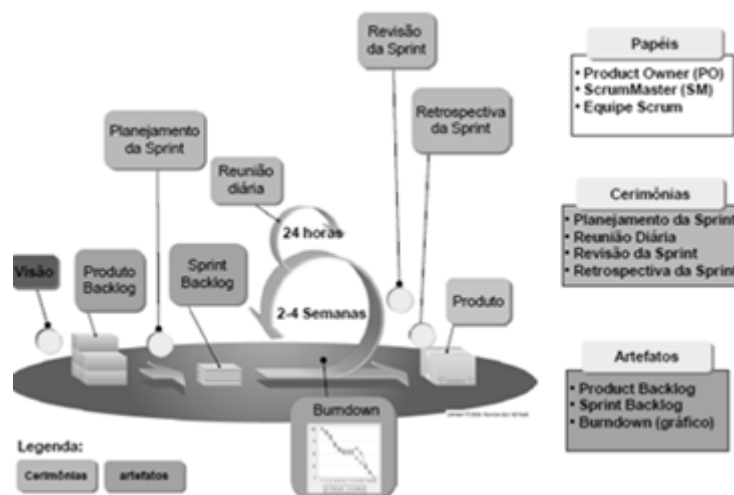 Revisão
da Sprint
Planejamento
da Sprint
Retrospectiva
da Sprint
Reunião
diária
24 horas
Visão
Produto
Backlog
Sprint
Backlog
2-4 Semanas
Produto
Burndown
Legenda:
Cerimônias
artefatos
Papéis
• Product Owner (PO)
• ScrumMaster (SM)
• Equipe Scrum
Cerimônias
• Planejamento da Sprint
• Reunião Diária
• Revisão da Sprint
• Retrospectiva da Sprint
Artefatos
• Product Backlog
• Sprint Backlog
• Burndown (gráfico)